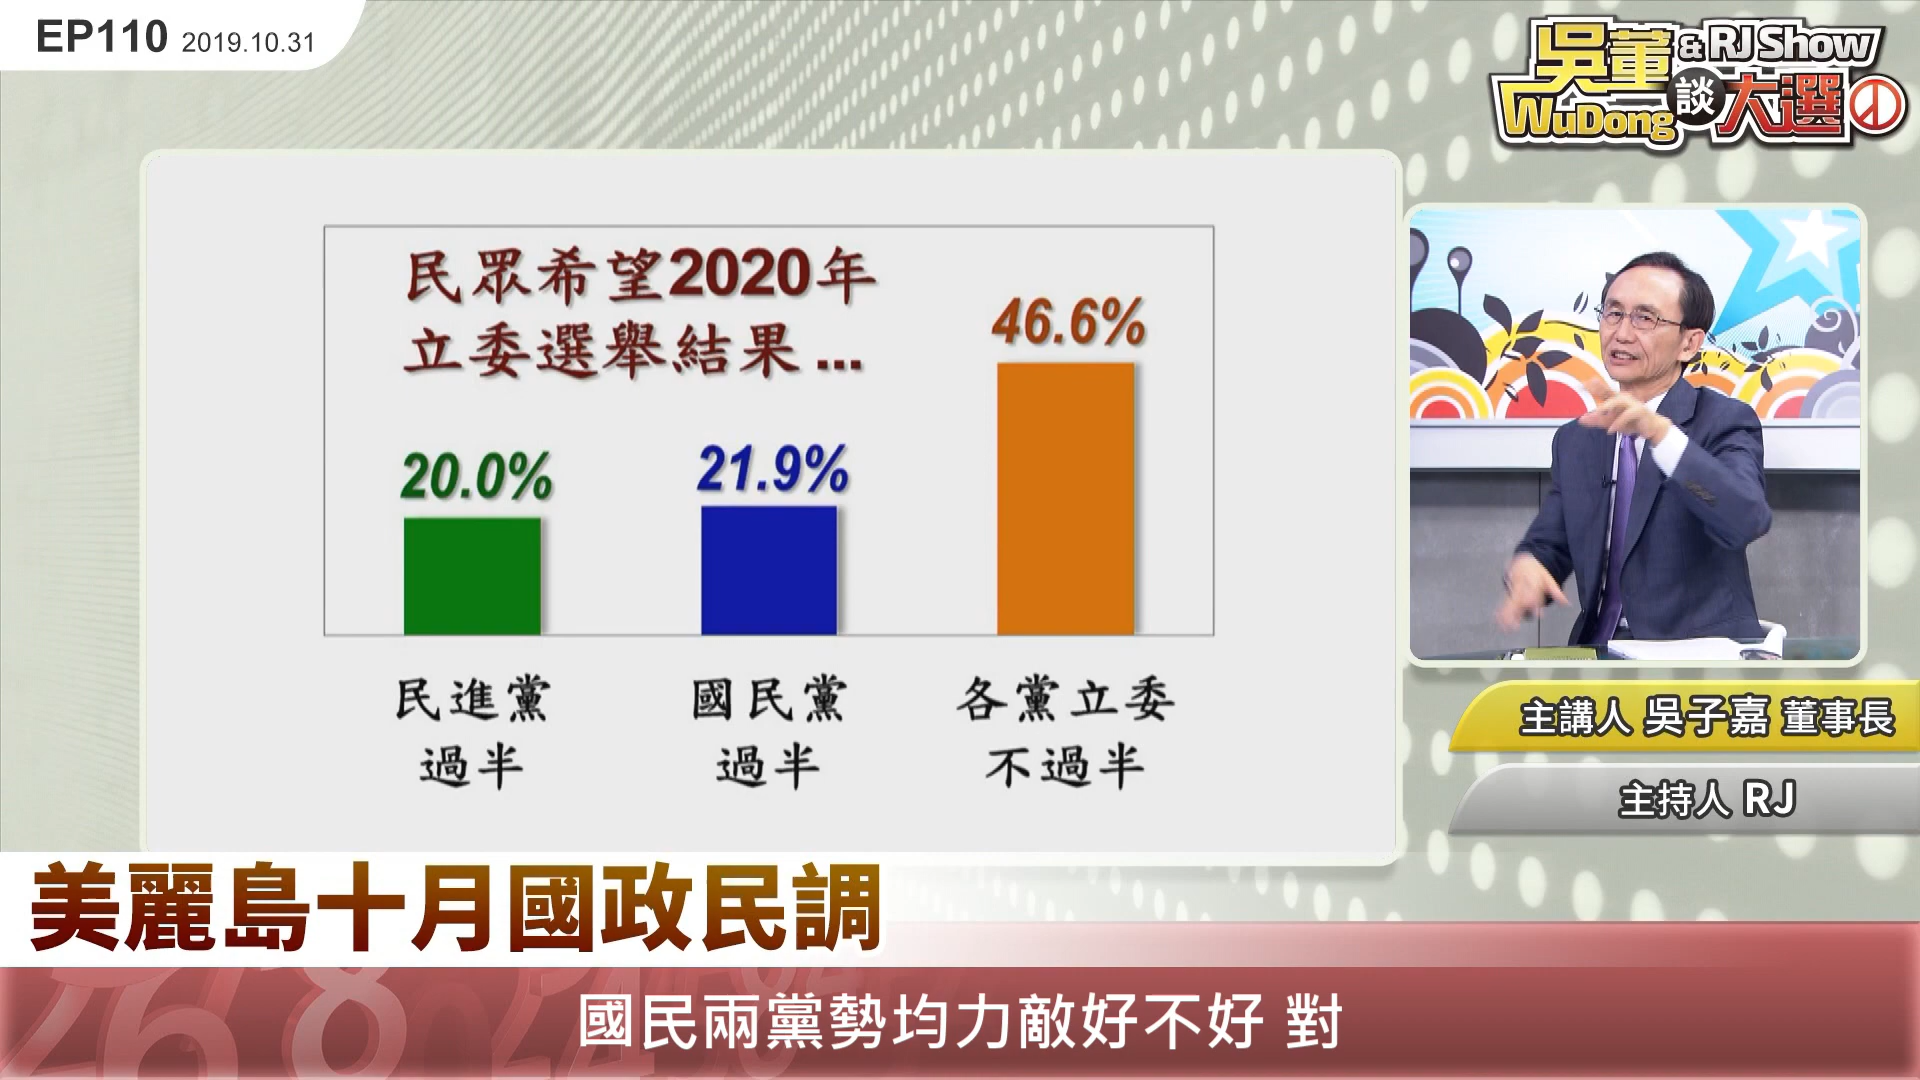 EP110 2019.10.31
吳董 & RJ Show
WuDong 談 大選
民眾希望2020年
立委選舉結果...
20.0%
21.9%
46.6%
民進黨
過半
國民黨
過半
各黨立委
不過半
主講人 吳子嘉 董事長
主持人 RJ
美麗島十月國政民調
國民兩黨勢均力敵好不好 對